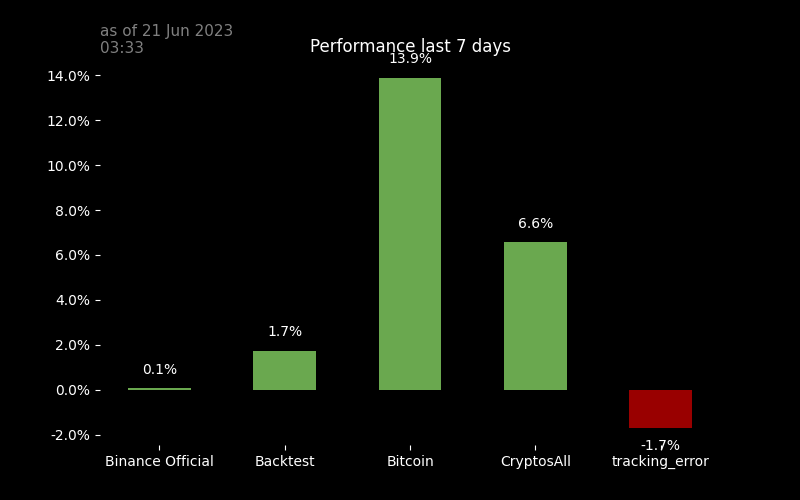 as of 21 Jun 2023
03:33
Performance last 7 days
13.9%
14.0%
12.0%
10.0%
8.0%
6.6%
6.0%
4.0%
2.0%
1.7%
0.1%
0.0%
-2.0%
-1.7%
Binance Official
Backtest
Bitcoin
CryptosAll
tracking_error